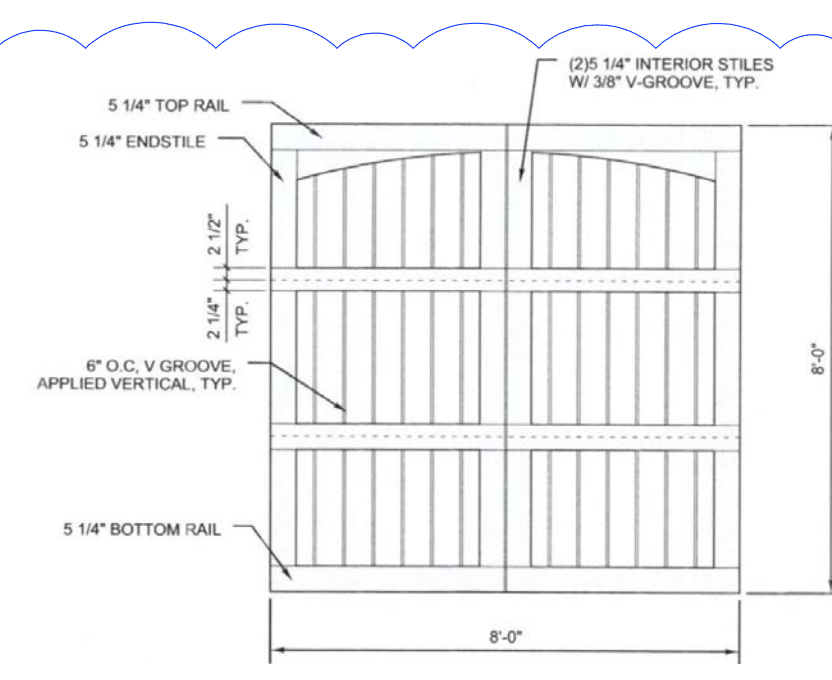 (2)5 1/4" INTERIOR STILES
W/ 3/8" V-GROOVE, TYP.
5 1/4" TOP RAIL
5 1/4" ENDSTILE
2 1/2"
TYP.
2 1/4"
TYP.
8'-0"
6" O.C, V GROOVE,
APPLIED VERTICAL, TYP.
5 1/4" BOTTOM RAIL
8'-0"